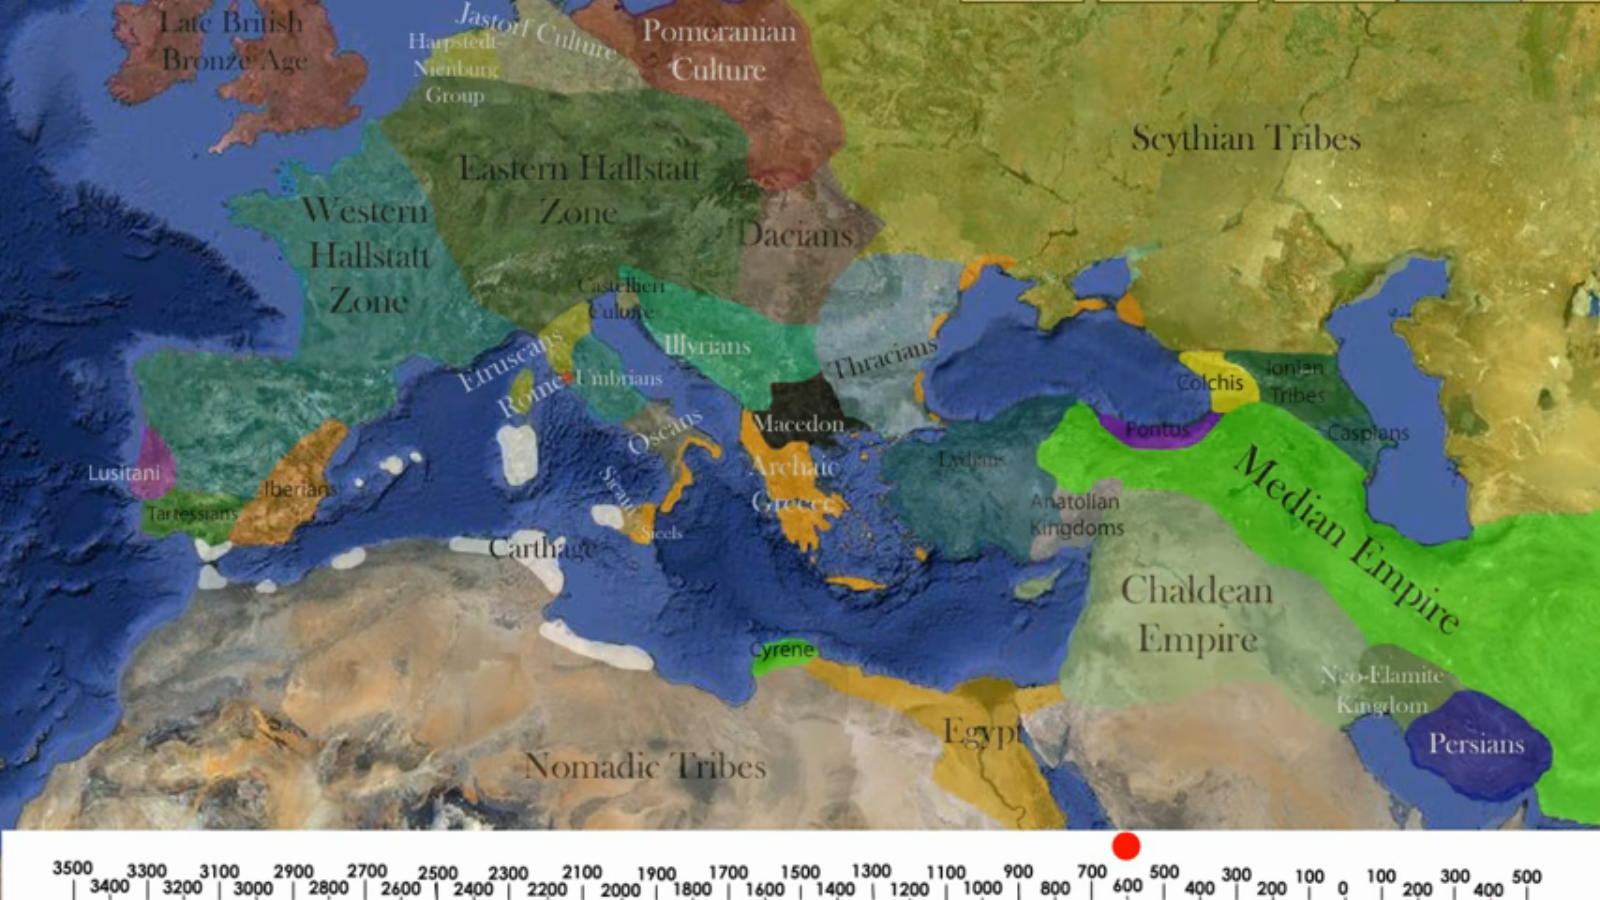 Late British
Bronze Age
Jastorf Culture
Harpstedt-
Nienburg
Group
Pomeranian
Culture
Scythian Tribes
Eastern Hallstatt
Zone
Western
Hallstatt
Zone
Dacians
Castellieri
Culture
Illyrians
Thracians
Etruscans
Rome
Umbrians
Oscans
Macedon
Archaic
Greece
Colchis
Ionian
Tribes
Caspians
Pontus
Lydians
Anatolian
Kingdoms
Median Empire
Lusitani
Tartessians
Iberians
Sicani
Sicels
Carthage
Chaldean
Empire
Cyrene
Egypt
Neo-Elamite
Kingdom
Persians
Nomadic Tribes
3500 3300 3100 2900 2700 2500 2300 2100 1900 1700 1500 1300 1100 900 700 500 300 100 100 300 500
3400 3200 3000 2800 2600 2400 2200 2000 1800 1600 1400 1200 1000 800 600 400 200 0 200 400